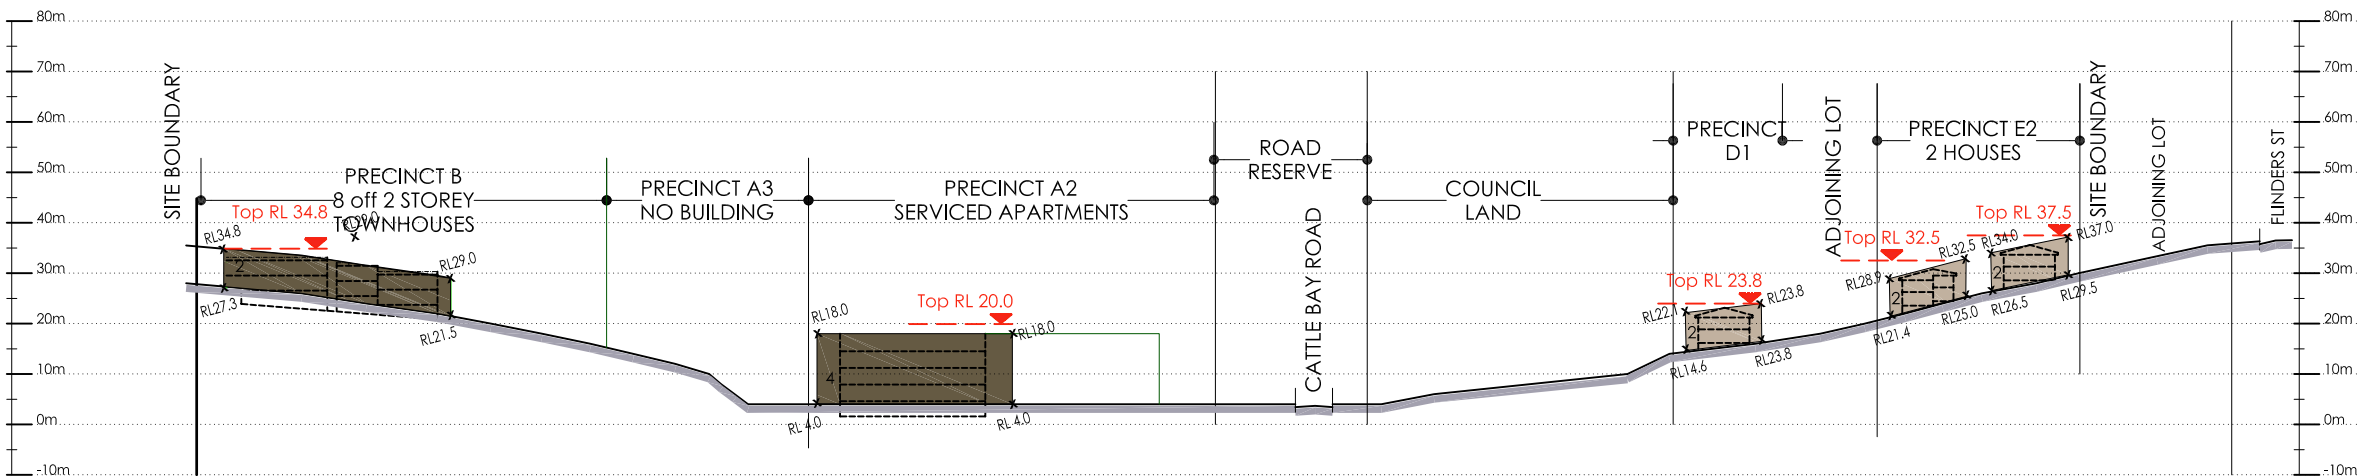 80m
70m
60m
50m
40m
30m
20m
10m
0m
-10m
SITE BOUNDARY
PRECINCT B
8 off 2 STOREY
TOWNHOUSES
Top RL 34.8
RL29.0
RL34.8
2
RL29.0
RL27.3
RL21.5
PRECINCT A3
NO BUILDING
PRECINCT A2
SERVICED APARTMENTS
Top RL 20.0
RL18.0
RL18.0
4
RL 4.0
RL 4.0
ROAD
RESERVE
CATTLE BAY ROAD
COUNCIL
LAND
PRECINCT
D1
Top RL 23.8
RL22.1
RL23.8
2
RL14.6
RL23.8
ADJOINING LOT
PRECINCT E2
2 HOUSES
Top RL 32.5
Top RL 37.5
RL28.9
RL32.5
RL34.0
RL37.0
2
2
RL21.4
RL25.0
RL26.5
RL29.5
SITE BOUNDARY
ADJOINING LOT
FLINDERS ST
80m
70m
60m
50m
40m
30m
20m
10m
0m
-10m